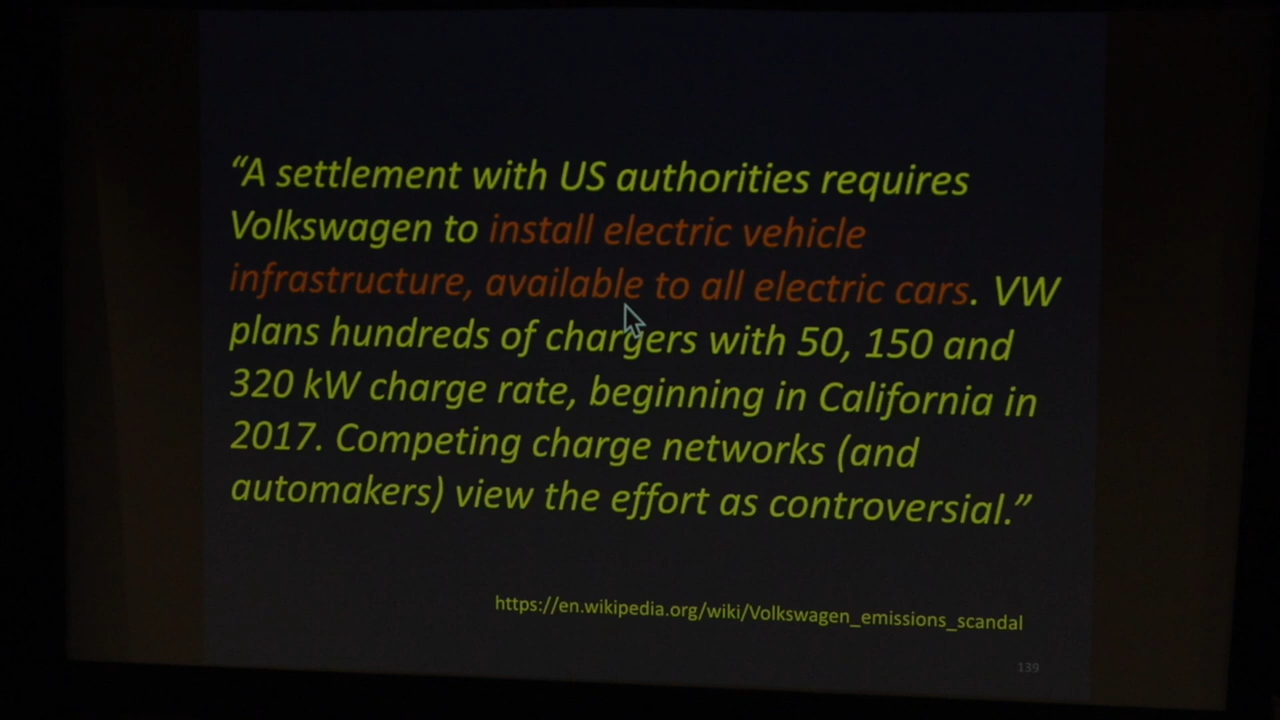 “A settlement with US authorities requires
Volkswagen to install electric vehicle
infrastructure, available to all electric cars. VW
plans hundreds of chargers with 50, 150 and
320 kW charge rate, beginning in California in
2017. Competing charge networks (and
automakers) view the effort as controversial.”
https://en.wikipedia.org/wiki/Volkswagen_emissions_scandal
139